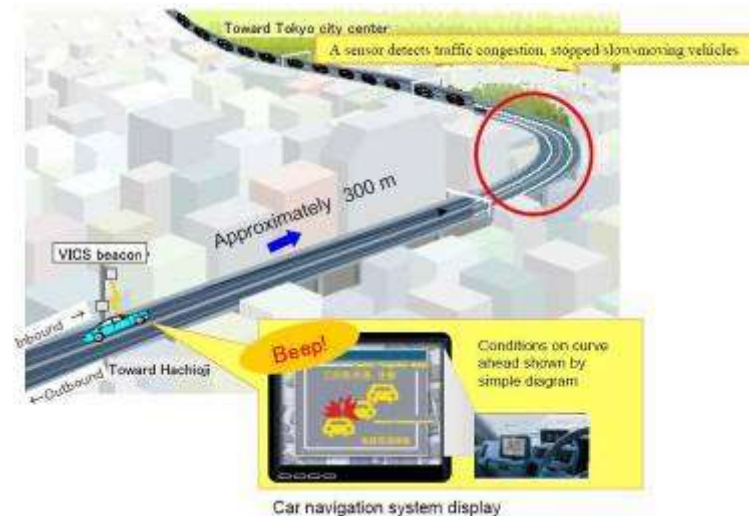 Toward Tokyo city center
A sensor detects traffic congestion, stopped/slow-moving vehicles
Approximately 300 m
VICS beacon
Inbound →
Toward Hachioji
←Outbound
Beep!
Conditions on curve
ahead shown by
simple diagram
Car navigation system display